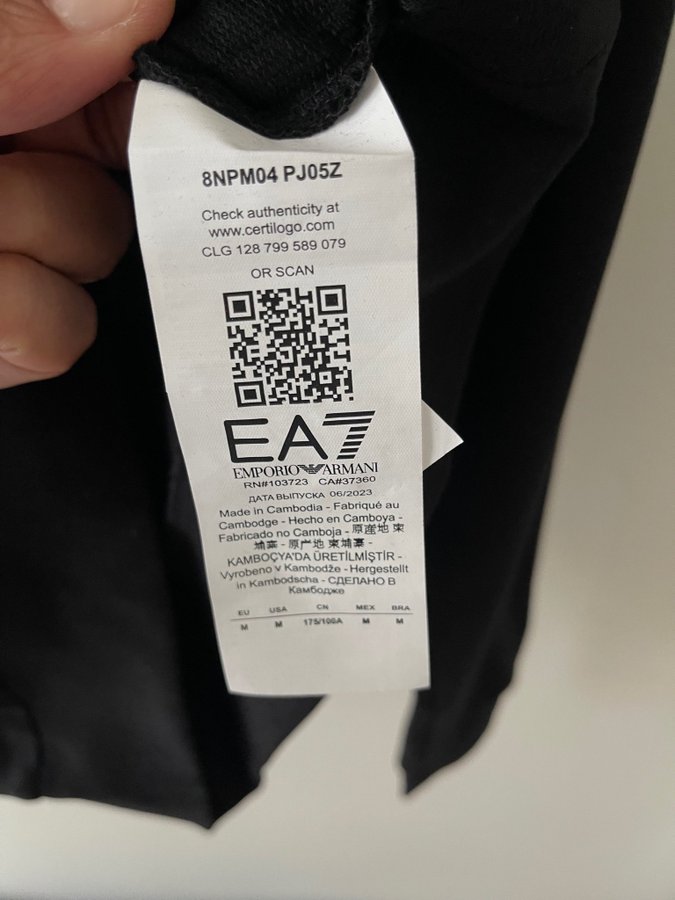 8NPM04 PJ05Z
Check authenticity at
www.certilogo.com
CLG 128 799 589 079
OR SCAN
EA7
EMPORIO ARMANI
RN#103723 CA#37360
ДАТА ВЫПУСКА 06/2023
Made in Cambodia - Fabriqué au
Cambodge - Hecho en Camboya -
Fabricado no Camboja - 原産地 柬
埔寨 - 原产地 柬埔寨 -
KAMBOÇYA'DA ÜRETİLMİŞTİR -
Vyrobeno v Kambodže - Hergestellt
in Kambodscha - СДЕЛАНО В
Камбодже
EU USA CN MEX BRA
M M 175/100A M M